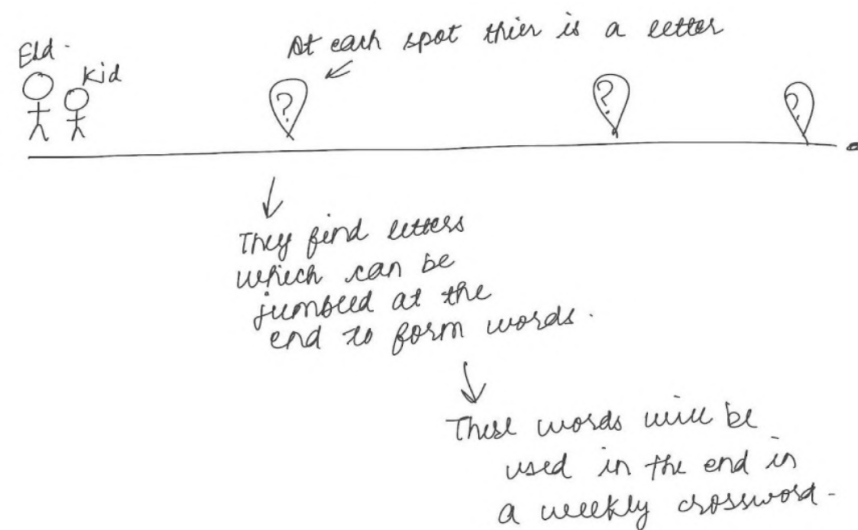 Eld.
Kid
At each spot thier is a letter
?
?
?
They find letters
which can be
jumbled at the
end to form words.
These words will be
used in the end in
a weekly crossword.